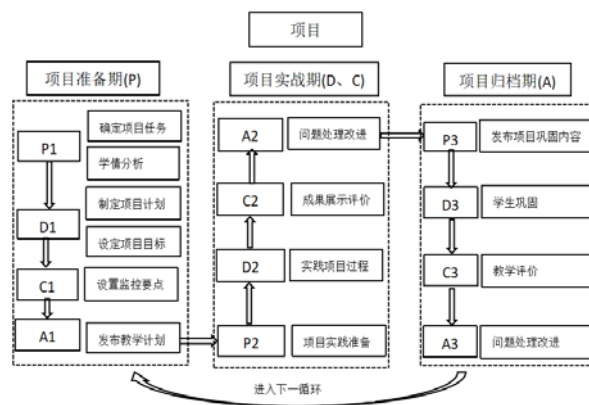 项目
项目准备期(P)
项目实战期(D、C)
项目归档期(A)
P1
确定项目任务
学情分析
D1
制定项目计划
设定项目目标
C1
设置监控要点
A1
发布教学计划
A2
问题处理改进
C2
成果展示评价
D2
实践项目过程
P2
项目实践准备
P3
发布项目巩固内容
D3
学生巩固
C3
教学评价
A3
问题处理改进
进入下一循环